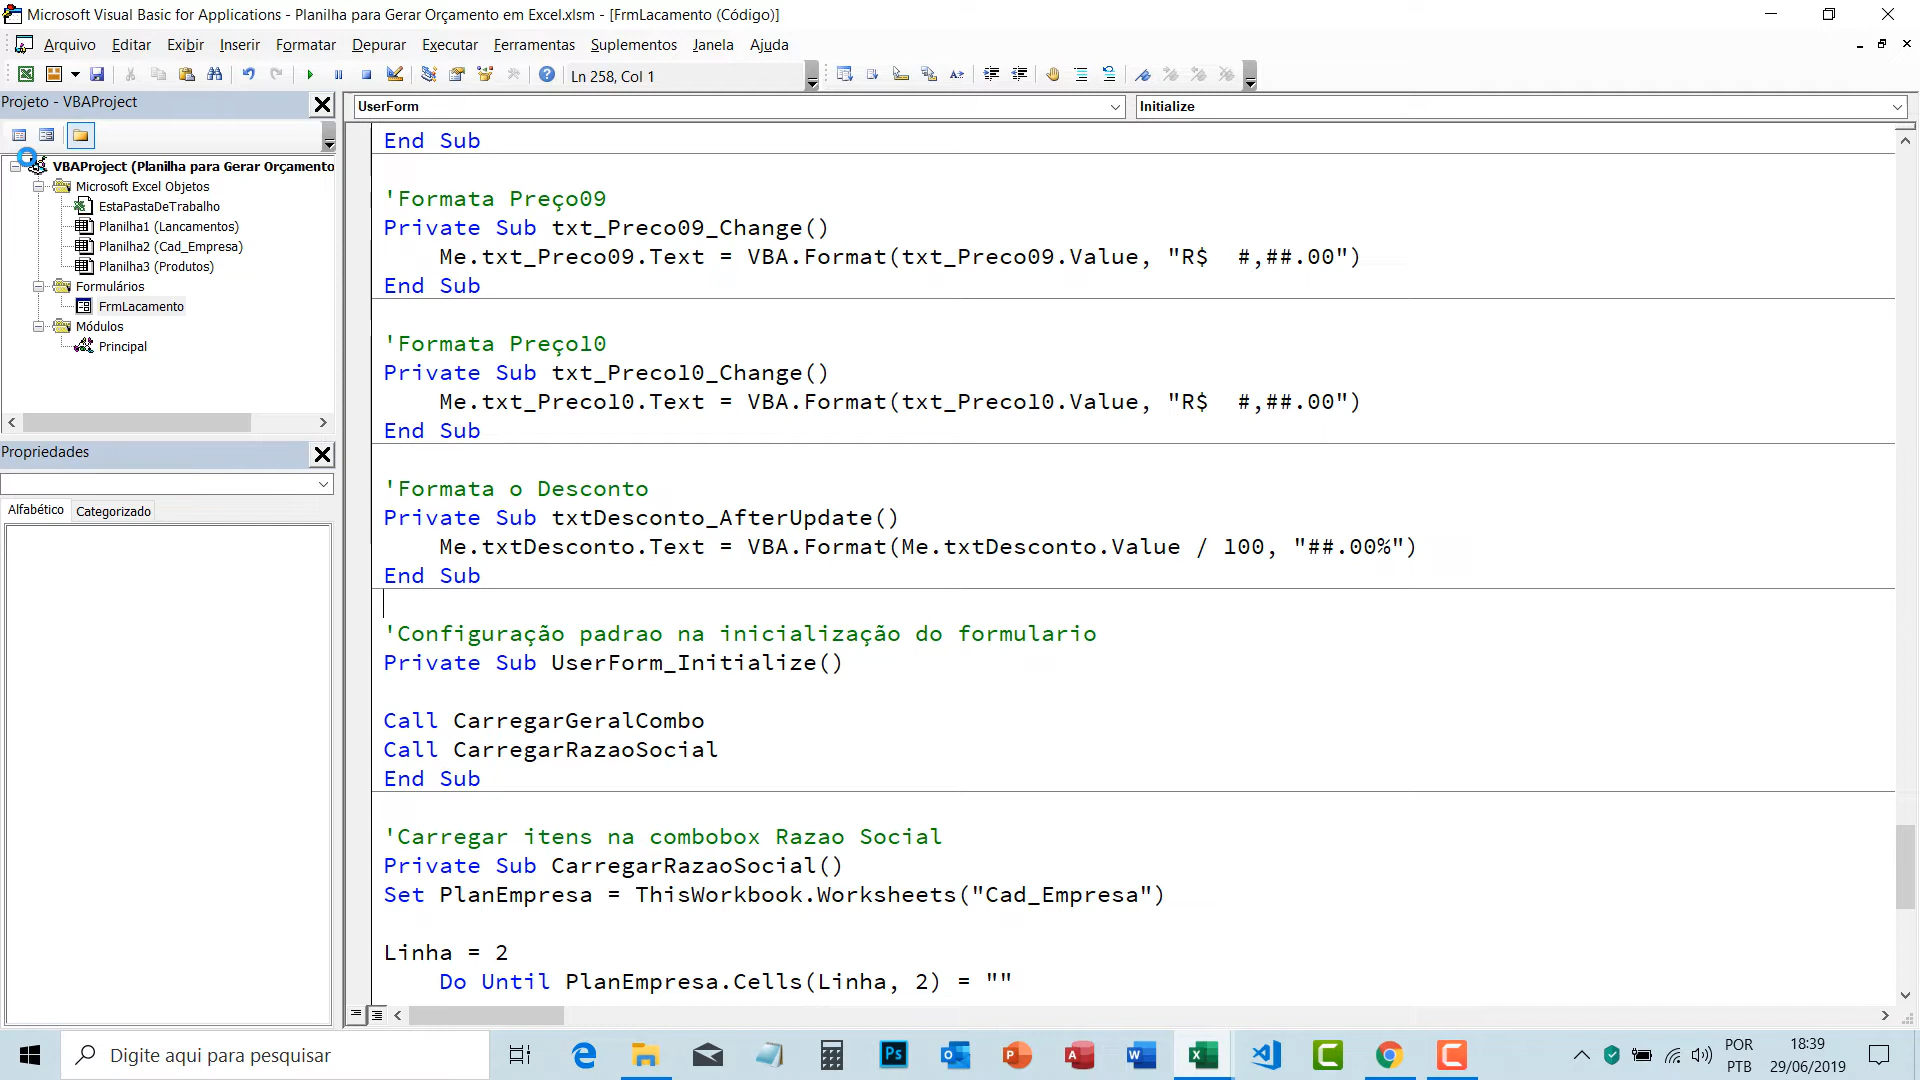 Microsoft Visual Basic for Applications - Planilha para Gerar Orçamento em Excel.xlsm - [FrmLacamento (Código)]
Arquivo Editar Exibir Inserir Formatar Depurar Executar Ferramentas Suplementos Janela Ajuda
Ln 258, Col 1
Projeto - VBAProject
VBAProject (Planilha para Gerar Orçamento
Microsoft Excel Objetos
EstaPastaDeTrabalho
Planilha1 (Lancamentos)
Planilha2 (Cad_Empresa)
Planilha3 (Produtos)
Formulários
FrmLacamento
Módulos
Principal
Propriedades
Alfabético Categorizado
UserForm Initialize
End Sub
'Formata Preço09
Private Sub txt_Preco09_Change()
Me.txt_Preco09.Text = VBA.Format(txt_Preco09.Value, "R$  #,##.00")
End Sub
'Formata Preço10
Private Sub txt_Preco10_Change()
Me.txt_Preco10.Text = VBA.Format(txt_Preco10.Value, "R$  #,##.00")
End Sub
'Formata o Desconto
Private Sub txtDesconto_AfterUpdate()
Me.txtDesconto.Text = VBA.Format(Me.txtDesconto.Value / 100, "##.00%")
End Sub
'Configuração padrao na inicialização do formulario
Private Sub UserForm_Initialize()
Call CarregarGeralCombo
Call CarregarRazaoSocial
End Sub
'Carregar itens na combobox Razao Social
Private Sub CarregarRazaoSocial()
Set PlanEmpresa = ThisWorkbook.Worksheets("Cad_Empresa")
Linha = 2
Do Until PlanEmpresa.Cells(Linha, 2) = ""
Digite aqui para pesquisar
POR
PTB
18:39
29/06/2019